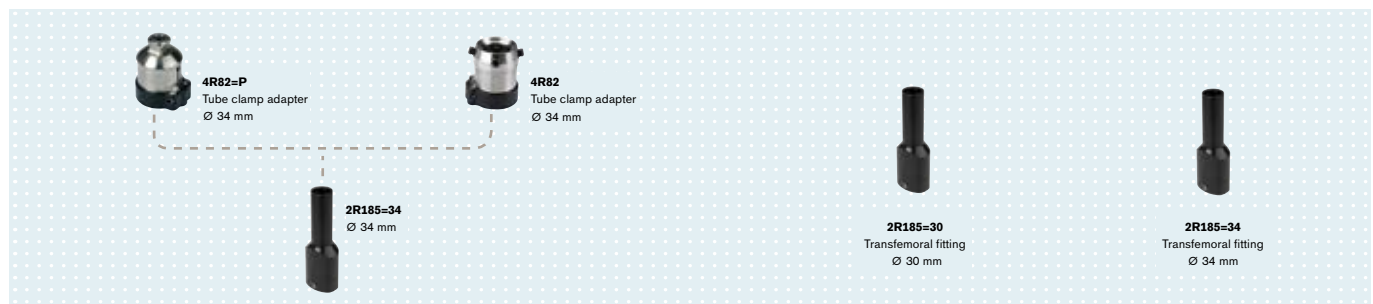 4R82=P
Tube clamp adapter
Ø 34 mm
4R82
Tube clamp adapter
Ø 34 mm
2R185=34
Ø 34 mm
2R185=30
Transfemoral fitting
Ø 30 mm
2R185=34
Transfemoral fitting
Ø 34 mm